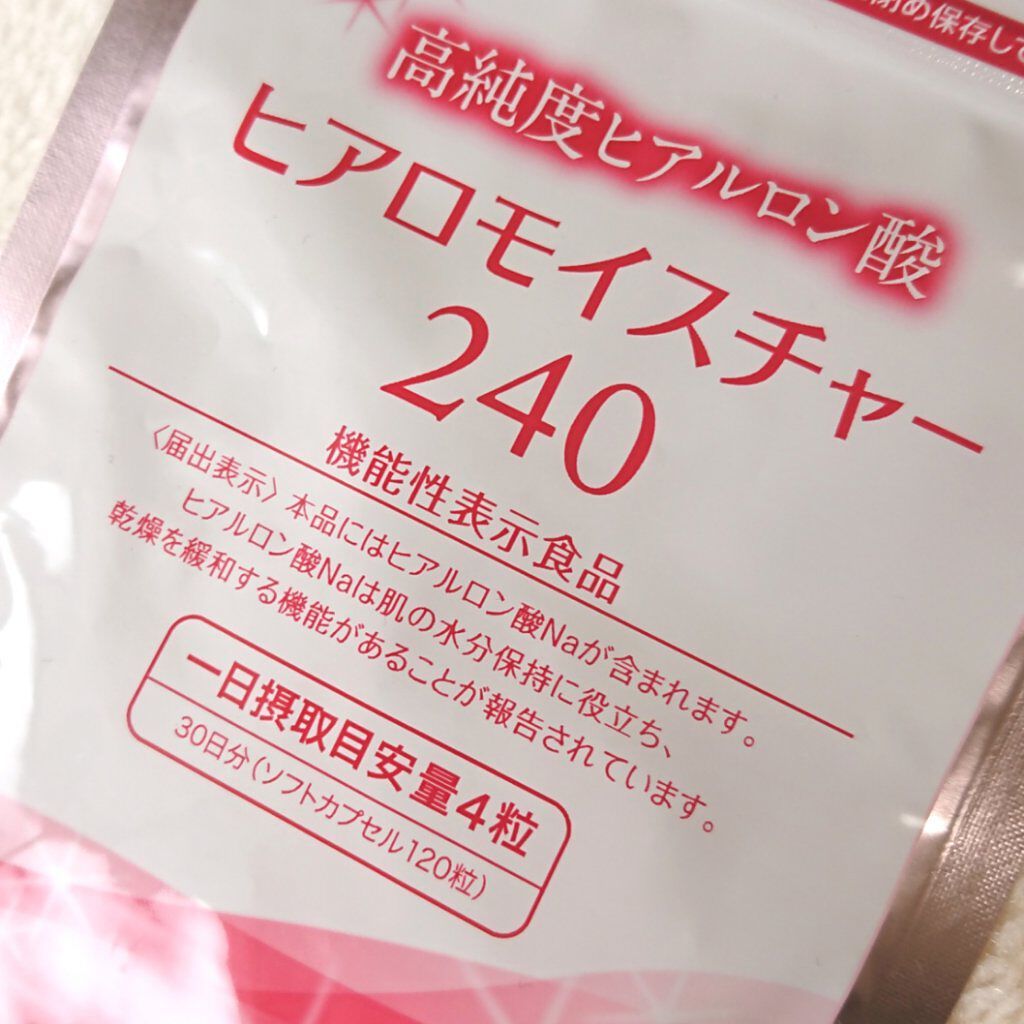 め保存して
高純度ヒアルロン酸
ヒアロモイスチャー
240
機能性表示食品
〈届出表示〉本品にはヒアルロン酸Naが含まれます。
ヒアルロン酸Naは肌の水分保持に役立ち、
乾燥を緩和する機能があることが報告されています。
一日摂取目安量4粒
30日分(ソフトカプセル120粒)